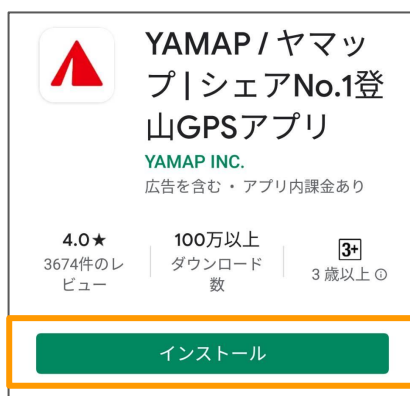 YAMAP / ヤマッ
プ | シェアNo.1登
山GPSアプリ
YAMAP INC.
広告を含む・アプリ内課金あり
4.0★
3674件のレ
ビュー
100万以上
ダウンロード
数
3+
3 歳以上 ⓘ
インストール